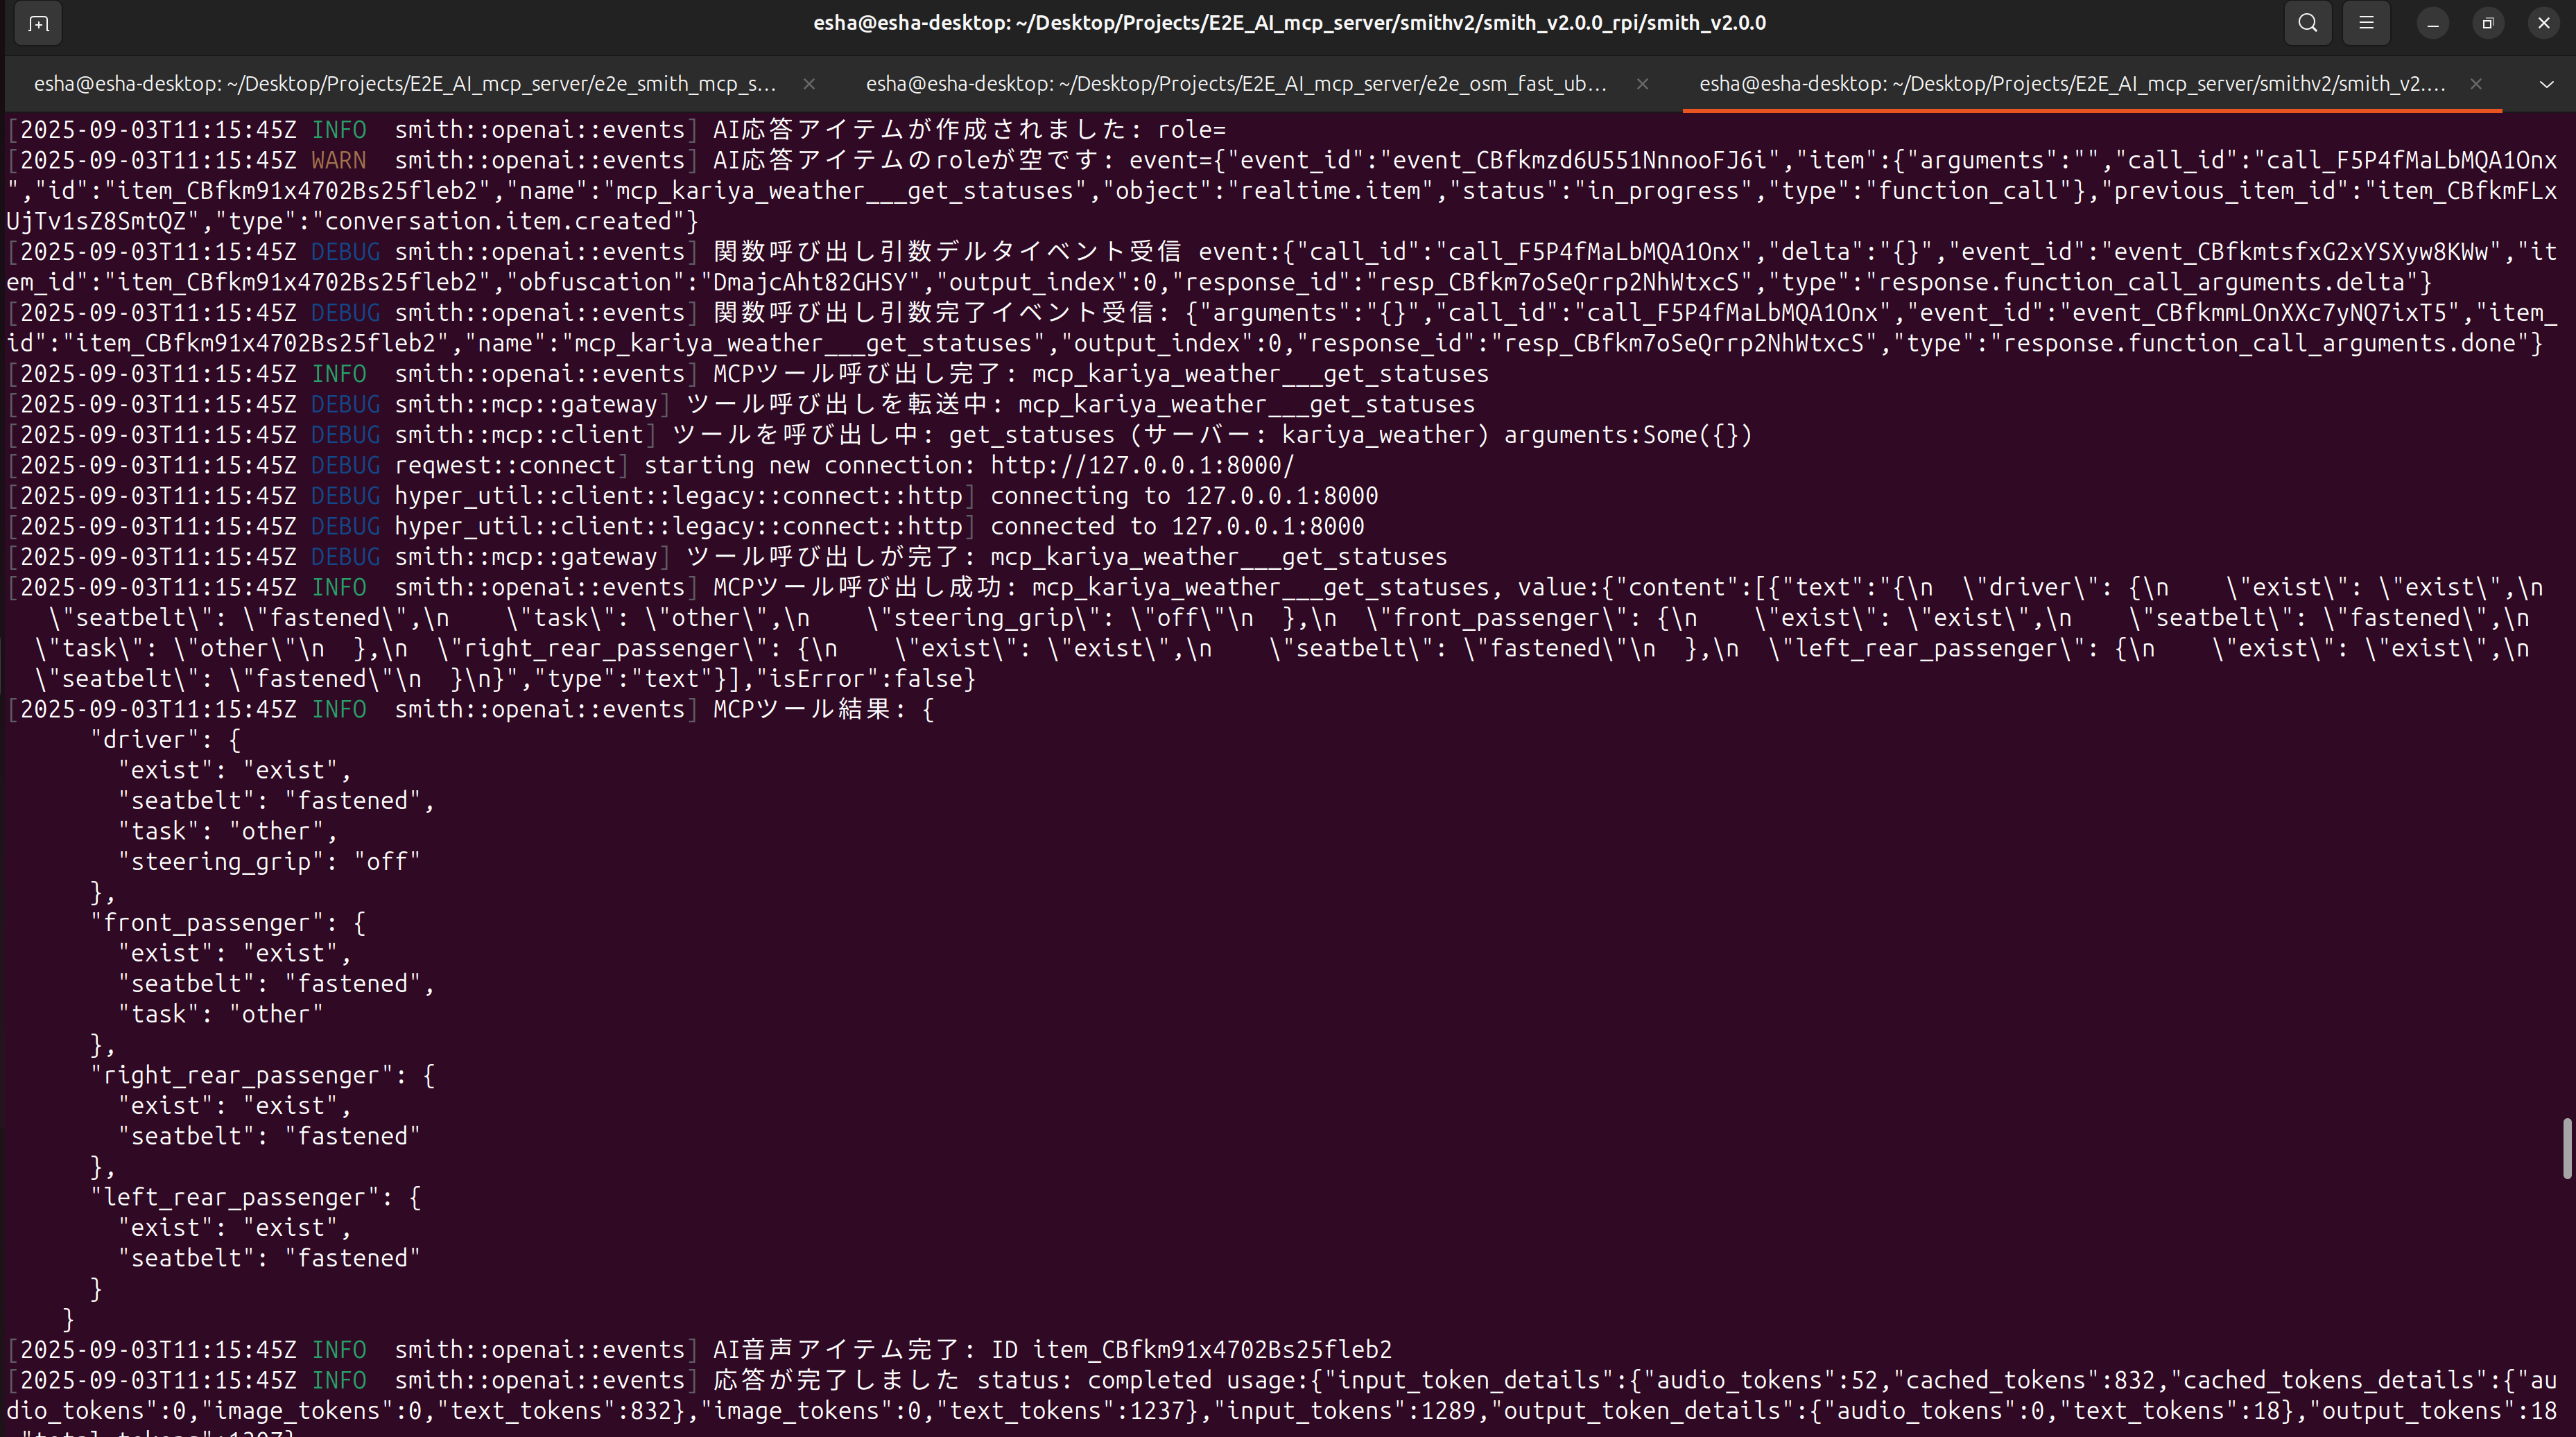 esha@esha-desktop: ~/Desktop/Projects/E2E_AI_mcp_server/smithv2/smith_v2.0.0_rpi/smith_v2.0.0
esha@esha-desktop: ~/Desktop/Projects/E2E_AI_mcp_server/e2e_smith_mcp_s...
esha@esha-desktop: ~/Desktop/Projects/E2E_AI_mcp_server/e2e_osm_fast_ub...
esha@esha-desktop: ~/Desktop/Projects/E2E_AI_mcp_server/smithv2/smith_v2....
[2025-09-03T11:15:45Z INFO  smith::openai::events] AI応答アイテムが作成されました: role=
[2025-09-03T11:15:45Z WARN  smith::openai::events] AI応答アイテムのroleが空です: event={"event_id":"event_CBfkmzd6U551NnnooFJ6i","item":{"arguments":"","call_id":"call_F5P4fMaLbMQA1Onx
","id":"item_CBfkm91x4702Bs25fleb2","name":"mcp_kariya_weather___get_statuses","object":"realtime.item","status":"in_progress","type":"function_call"},"previous_item_id":"item_CBfkmFLx
UjTv1sZ8SmtQZ","type":"conversation.item.created"}
[2025-09-03T11:15:45Z DEBUG smith::openai::events] 関数呼び出し引数デルタイベント受信 event:{"call_id":"call_F5P4fMaLbMQA1Onx","delta":"{}","event_id":"event_CBfkmtsfxG2xYSXyw8KWw","it
em_id":"item_CBfkm91x4702Bs25fleb2","obfuscation":"DmajcAht82GHSY","output_index":0,"response_id":"resp_CBfkm7oSeQrrp2NhWtxcS","type":"response.function_call_arguments.delta"}
[2025-09-03T11:15:45Z DEBUG smith::openai::events] 関数呼び出し引数完了イベント受信: {"arguments":"{}","call_id":"call_F5P4fMaLbMQA1Onx","event_id":"event_CBfkmmLOnXXc7yNQ7ixT5","item_
id":"item_CBfkm91x4702Bs25fleb2","name":"mcp_kariya_weather___get_statuses","output_index":0,"response_id":"resp_CBfkm7oSeQrrp2NhWtxcS","type":"response.function_call_arguments.done"}
[2025-09-03T11:15:45Z INFO  smith::openai::events] MCPツール呼び出し完了: mcp_kariya_weather___get_statuses
[2025-09-03T11:15:45Z DEBUG smith::mcp::gateway] ツール呼び出しを転送中: mcp_kariya_weather___get_statuses
[2025-09-03T11:15:45Z DEBUG smith::mcp::client] ツールを呼び出し中: get_statuses (サーバー: kariya_weather) arguments:Some({})
[2025-09-03T11:15:45Z DEBUG reqwest::connect] starting new connection: http://127.0.0.1:8000/
[2025-09-03T11:15:45Z DEBUG hyper_util::client::legacy::connect::http] connecting to 127.0.0.1:8000
[2025-09-03T11:15:45Z DEBUG hyper_util::client::legacy::connect::http] connected to 127.0.0.1:8000
[2025-09-03T11:15:45Z DEBUG smith::mcp::gateway] ツール呼び出しが完了: mcp_kariya_weather___get_statuses
[2025-09-03T11:15:45Z INFO  smith::openai::events] MCPツール呼び出し成功: mcp_kariya_weather___get_statuses, value:{"content":[{"text":"{\n  \"driver\": {\n    \"exist\": \"exist\",\n
   \"seatbelt\": \"fastened\",\n    \"task\": \"other\",\n    \"steering_grip\": \"off\"\n  },\n  \"front_passenger\": {\n    \"exist\": \"exist\",\n    \"seatbelt\": \"fastened\",\n
  \"task\": \"other\"\n  },\n  \"right_rear_passenger\": {\n    \"exist\": \"exist\",\n    \"seatbelt\": \"fastened\"\n  },\n  \"left_rear_passenger\": {\n    \"exist\": \"exist\",\n
  \"seatbelt\": \"fastened\"\n  }\n}","type":"text"}],"isError":false}
[2025-09-03T11:15:45Z INFO  smith::openai::events] MCPツール結果: {
      "driver": {
        "exist": "exist",
        "seatbelt": "fastened",
        "task": "other",
        "steering_grip": "off"
      },
      "front_passenger": {
        "exist": "exist",
        "seatbelt": "fastened",
        "task": "other"
      },
      "right_rear_passenger": {
        "exist": "exist",
        "seatbelt": "fastened"
      },
      "left_rear_passenger": {
        "exist": "exist",
        "seatbelt": "fastened"
      }
    }
[2025-09-03T11:15:45Z INFO  smith::openai::events] AI音声アイテム完了: ID item_CBfkm91x4702Bs25fleb2
[2025-09-03T11:15:45Z INFO  smith::openai::events] 応答が完了しました status: completed usage:{"input_token_details":{"audio_tokens":52,"cached_tokens":832,"cached_tokens_details":{"au
dio_tokens":0,"image_tokens":0,"text_tokens":832},"image_tokens":0,"text_tokens":1237},"input_tokens":1289,"output_token_details":{"audio_tokens":0,"text_tokens":18},"output_tokens":18